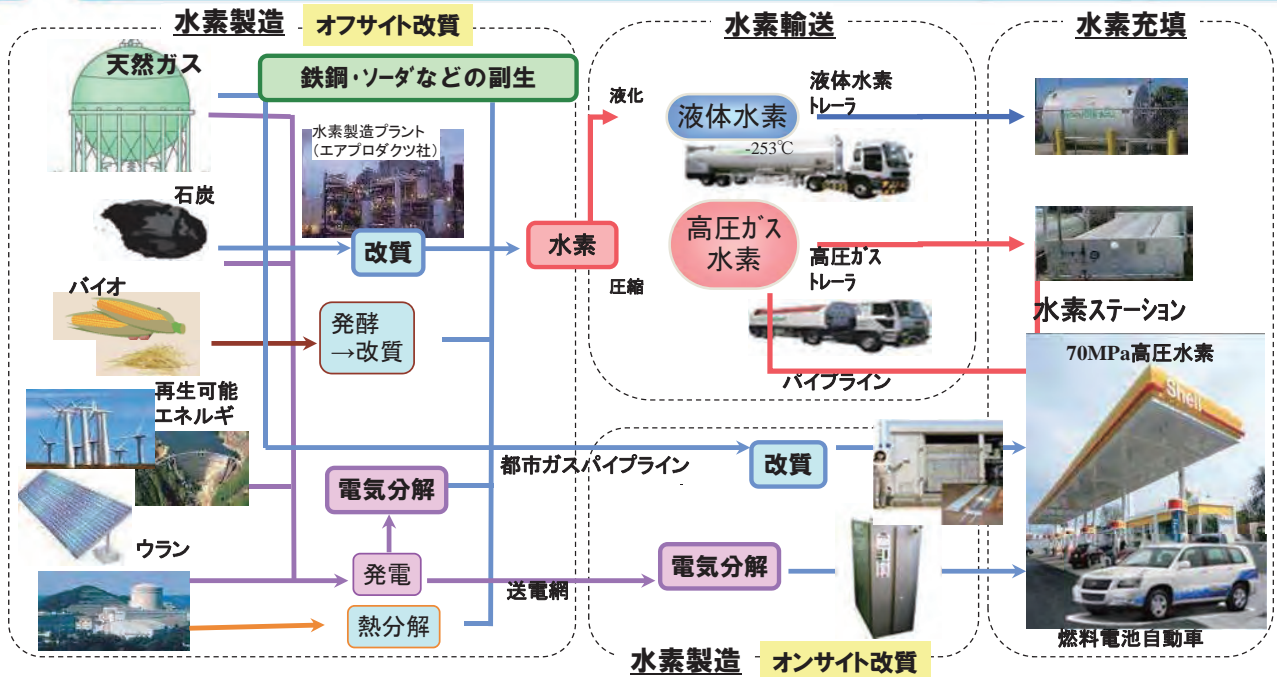 水素製造
オフサイト改質
天然ガス
鉄鋼・ソーダなどの副生
水素製造プラント
(エアプロダクツ社)
石炭
改質
水素
バイオ
発酵
→改質
再生可能
エネルギ
電気分解
ウラン
発電
熱分解
水素輸送
液化
液体水素
-253℃
液体水素
トレーラ
高圧ガス
水素
圧縮
高圧ガス
トレーラ
パイプライン
都市ガスパイプライン
改質
送電網
電気分解
水素製造
オンサイト改質
水素充填
水素ステーション
70MPa高圧水素
Shell
燃料電池自動車